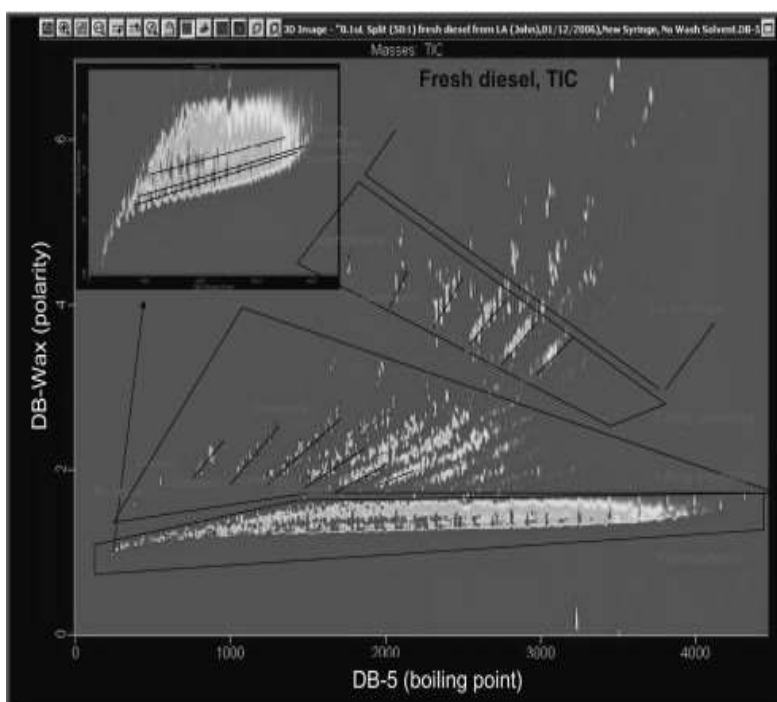 3D Image - "0.1uL Split (50:1) fresh diesel from LA (John),01/12/2006),New Syringe, No Wash Solvent.DB-5
Masses: TIC
Fresh diesel, TIC
DB-Wax (polarity)
6
4
2
0
0 1000 2000 3000 4000
DB-5 (boiling point)